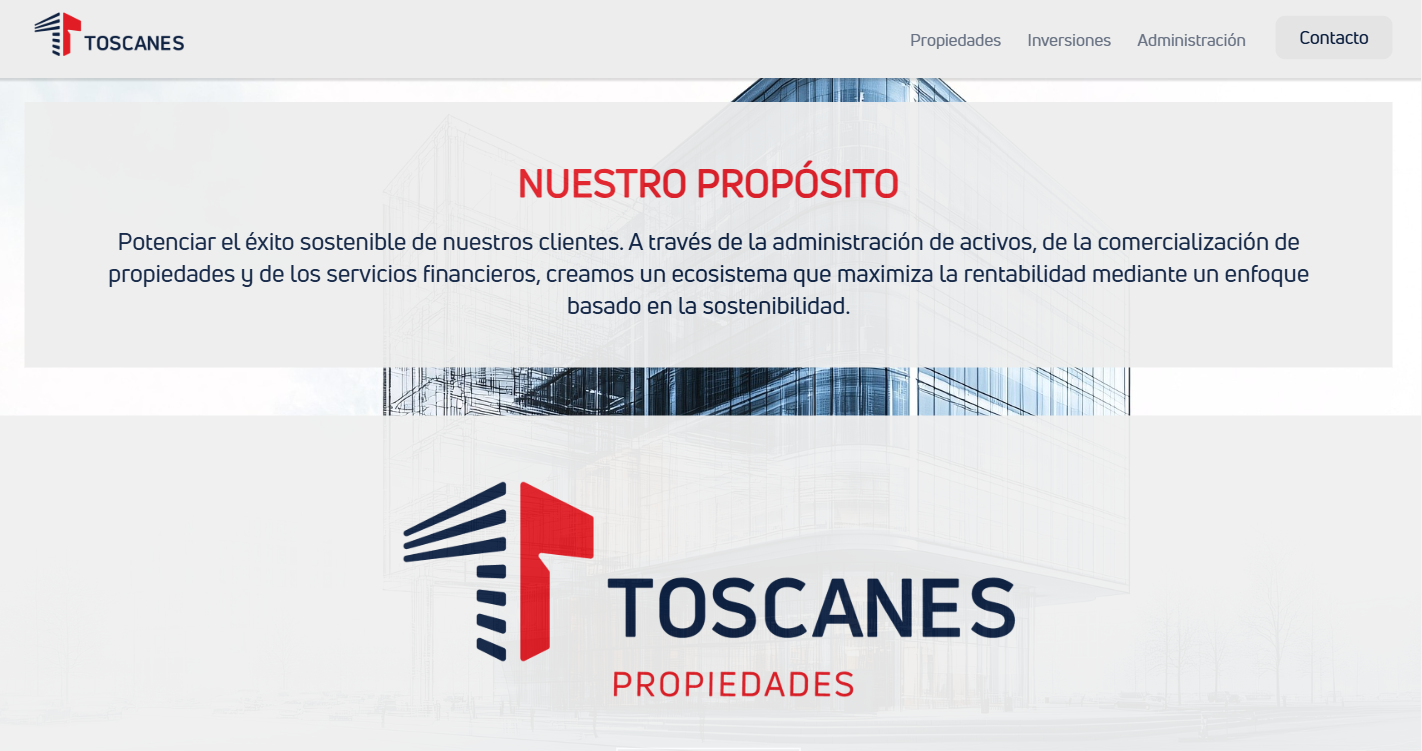 TOSCANES
Propiedades
Inversiones
Administración
Contacto
NUESTRO PROPÓSITO
Potenciar el éxito sostenible de nuestros clientes. A través de la administración de activos, de la comercialización de
propiedades y de los servicios financieros, creamos un ecosistema que maximiza la rentabilidad mediante un enfoque
basado en la sostenibilidad.
TOSCANES
PROPIEDADES